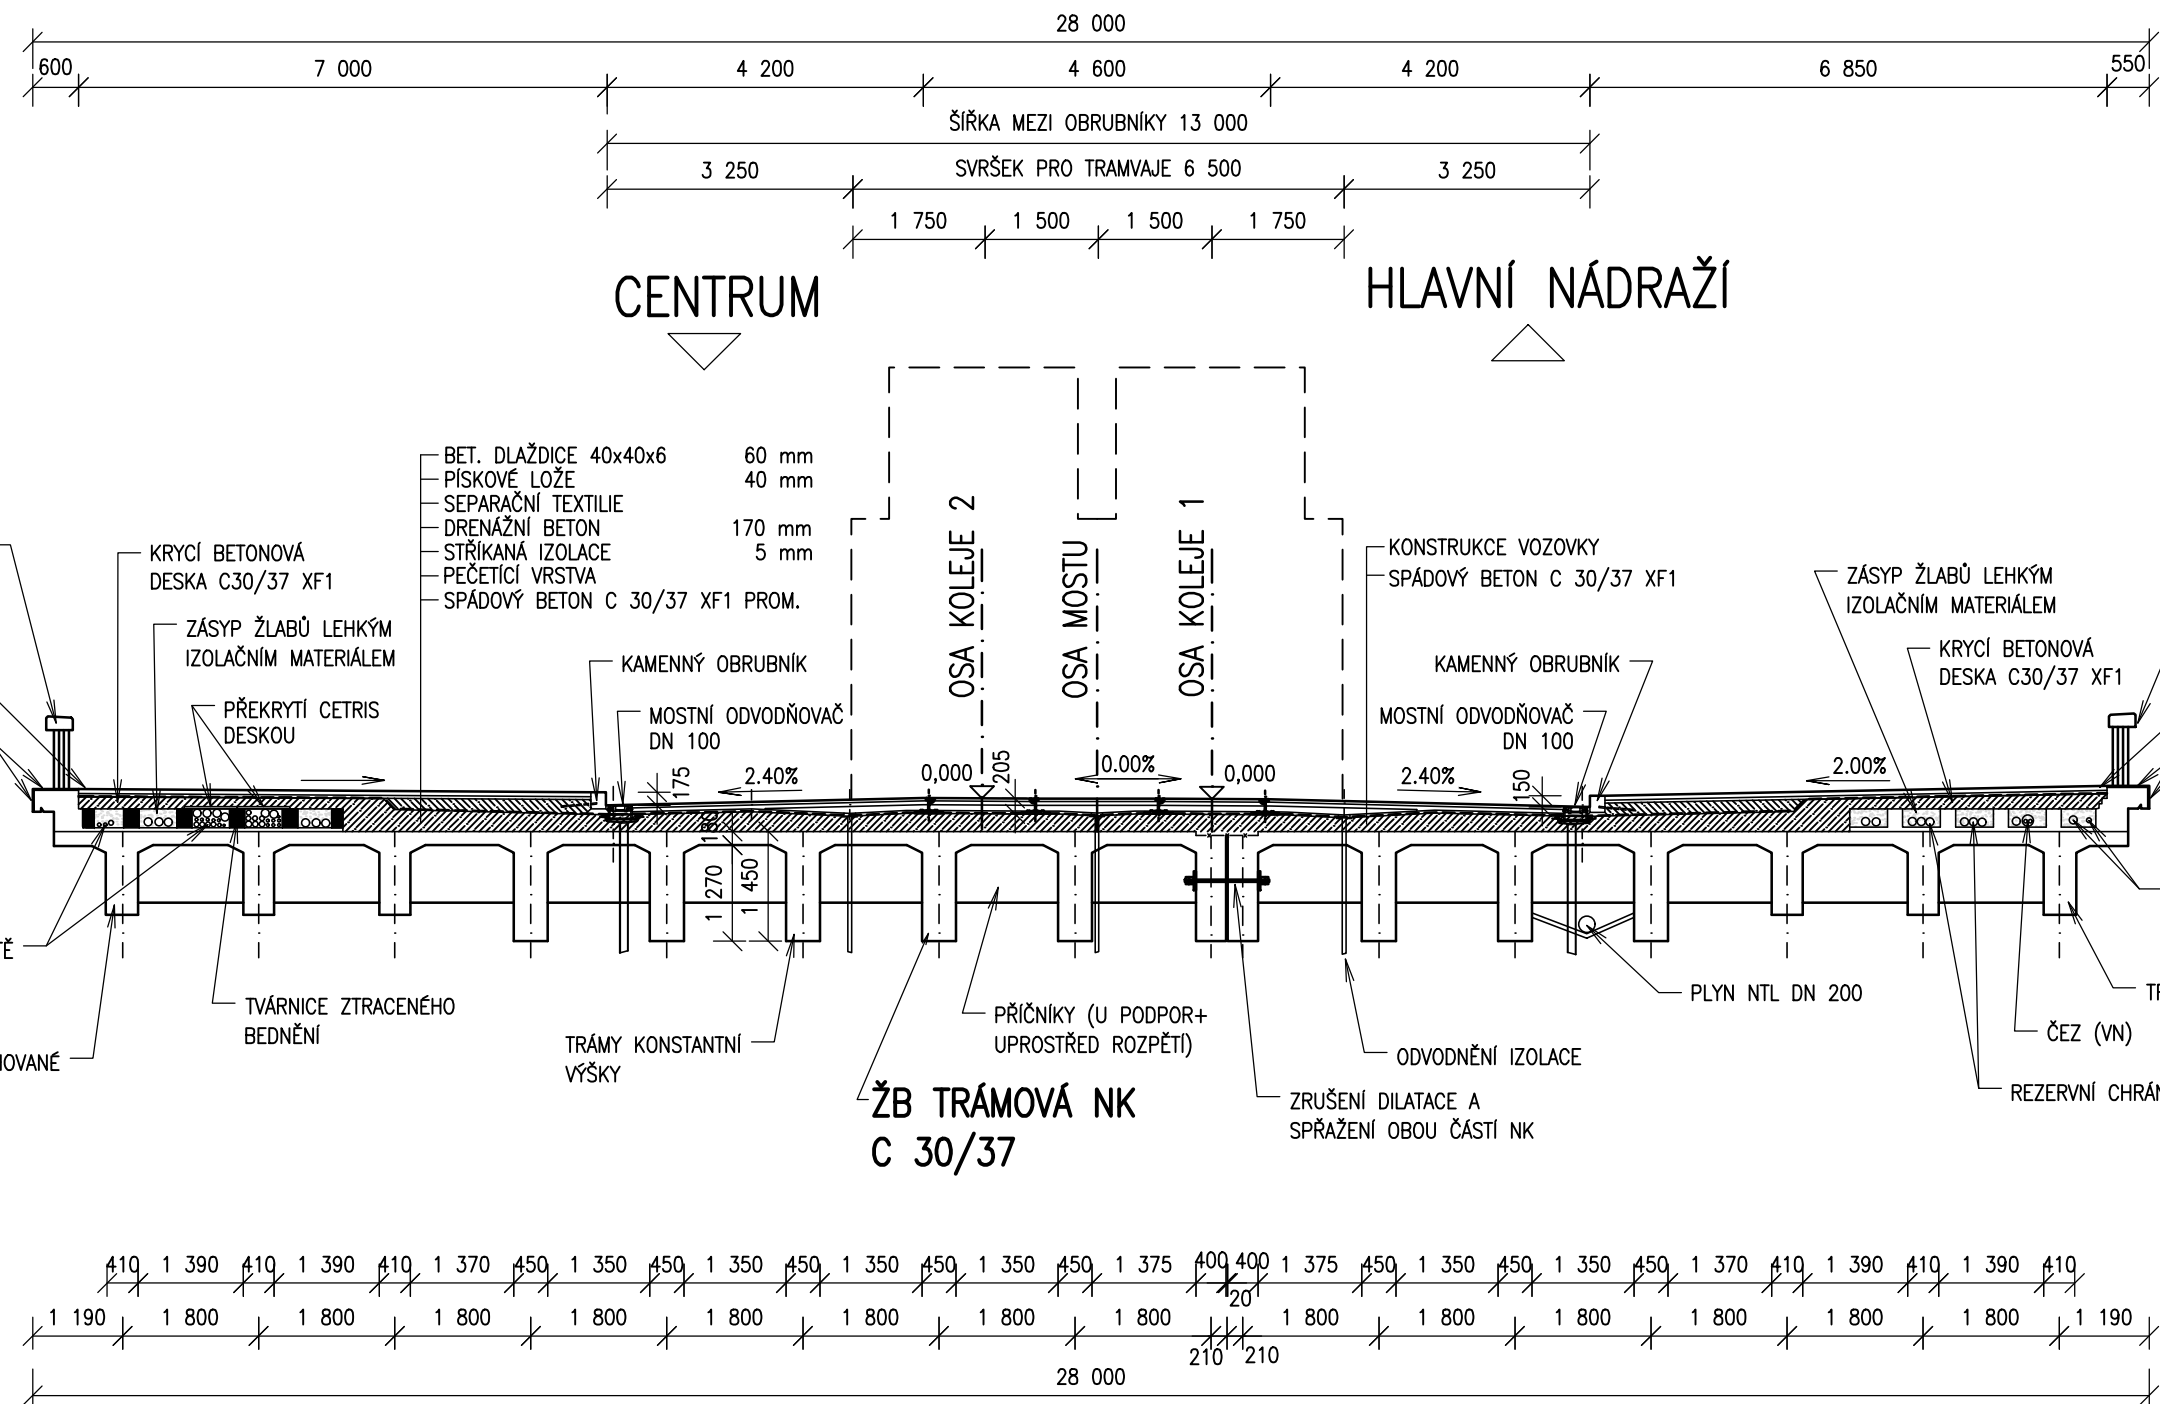 28 000
600 7 000 4 200 4 600 4 200 6 850 550
ŠÍŘKA MEZI OBRUBNÍKY 13 000
3 250 SVRŠEK PRO TRAMVAJE 6 500 3 250
1 750 1 500 1 500 1 750
CENTRUM HLAVNÍ NÁDRAŽÍ
BET. DLAŽDICE 40x40x6 60 mm
PÍSKOVÉ LOŽE 40 mm
SEPARAČNÍ TEXTILIE
DRENÁŽNÍ BETON 170 mm
STŘÍKANÁ IZOLACE 5 mm
PEČETÍCÍ VRSTVA
SPÁDOVÝ BETON C 30/37 XF1 PROM.
KRYCÍ BETONOVÁ
DESKA C30/37 XF1
ZÁSYP ŽLABŮ LEHKÝM
IZOLAČNÍM MATERIÁLEM
PŘEKRYTÍ CETRIS
DESKOU
KAMENNÝ OBRUBNÍK
MOSTNÍ ODVODŇOVAČ
DN 100
OSA KOLEJE 2
OSA MOSTU
OSA KOLEJE 1
KONSTRUKCE VOZOVKY
SPÁDOVÝ BETON C 30/37 XF1
KAMENNÝ OBRUBNÍK
MOSTNÍ ODVODŇOVAČ
DN 100
ZÁSYP ŽLABŮ LEHKÝM
IZOLAČNÍM MATERIÁLEM
KRYCÍ BETONOVÁ
DESKA C30/37 XF1
175 2.40% 0,000 205 0.00% 0,000 2.40% 150 2.00%
180
1 270
1 450
TĚ
TVÁRNICE ZTRACENÉHO
BEDNĚNÍ
OVANÉ
TRÁMY KONSTANTNÍ
VÝŠKY
PŘÍČNÍKY (U PODPOR+
UPROSTŘED ROZPĚTÍ)
ŽB TRÁMOVÁ NK
C 30/37
ODVODNĚNÍ IZOLACE
ZRUŠENÍ DILATACE A
SPŘAŽENÍ OBOU ČÁSTÍ NK
PLYN NTL DN 200
TR
ČEZ (VN)
REZERVNÍ CHRÁN
410 1 390 410 1 390 410 1 370 450 1 350 450 1 350 450 1 350 450 1 350 450 1 375 400 400 1 375 450 1 350 450 1 350 450 1 370 410 1 390 410 1 390 410
20
1 190 1 800 1 800 1 800 1 800 1 800 1 800 1 800 1 800 1 800 1 800 1 800 1 800 1 800 1 800 1 190
210 210
28 000